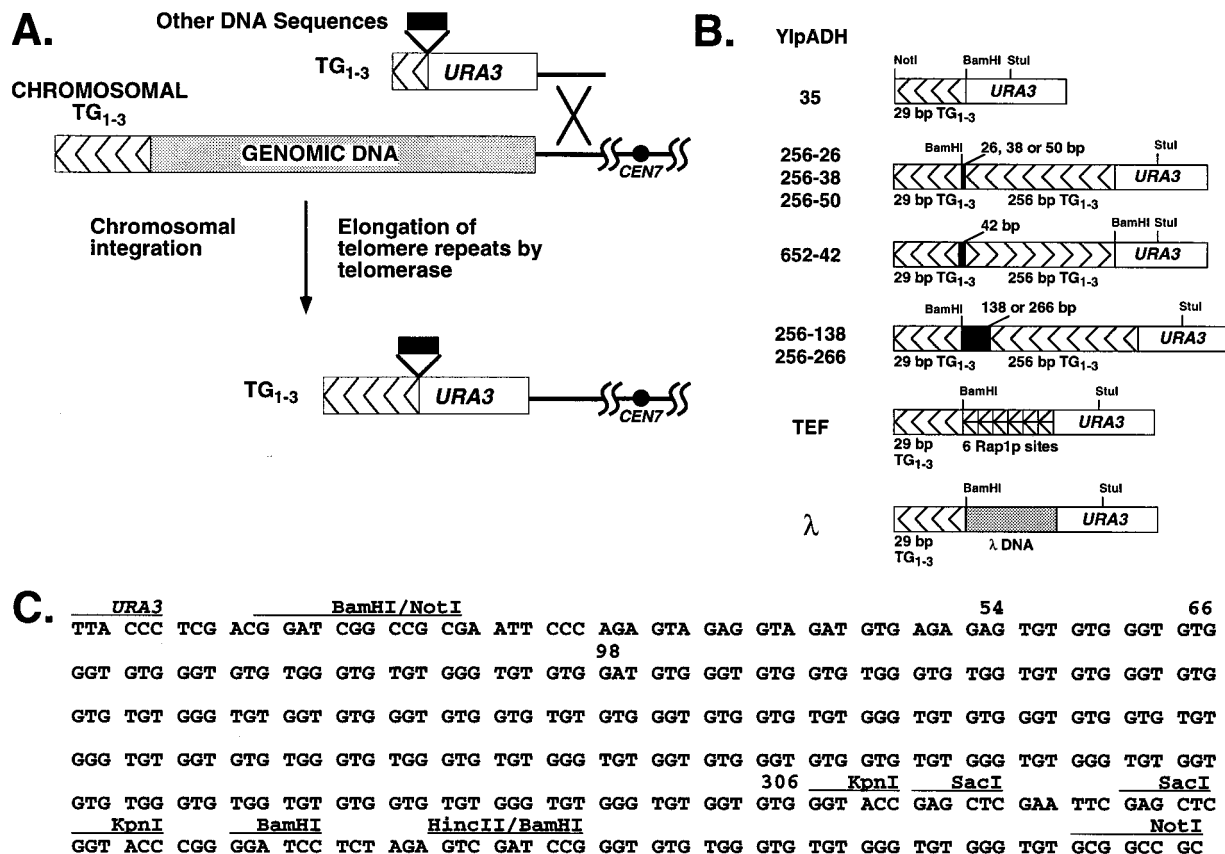 A.
Other DNA Sequences
TG1-3
URA3
CHROMOSOMAL
TG1-3
GENOMIC DNA
CEN7
Chromosomal
integration
Elongation of
telomere repeats by
telomerase
TG1-3
URA3
CEN7
B.
YIpADH
35
NotI
BamHI
StuI
URA3
29 bp TG1-3
256-26
256-38
256-50
BamHI
26, 38 or 50 bp
StuI
URA3
29 bp TG1-3
256 bp TG1-3
652-42
42 bp
BamHI
StuI
URA3
29 bp TG1-3
256 bp TG1-3
256-138
256-266
BamHI
138 or 266 bp
StuI
URA3
29 bp TG1-3
256 bp TG1-3
TEF
BamHI
StuI
URA3
29 bp
TG1-3
6 Rap1p sites
λ
BamHI
StuI
URA3
29 bp
TG1-3
λ DNA
C.
URA3 BamHI/NotI 54 66
TTA CCC TCG ACG GAT CGG CCG CGA ATT CCC AGA GTA GAG GTA GAT GTG AGA GAG TGT GTG GGT GTG
98
GGT GTG GGT GTG TGG GTG TGT GGG TGT GTG GAT GTG GGT GTG GTG TGG GTG TGG TGT GTG GGT GTG
GTG TGT GGG TGT GGT GTG GGT GTG GTG TGT GTG GGT GTG GTG TGT GGG TGT GTG GGT GTG GTG TGT
GGG TGT GGT GTG GTG TGG GTG TGT GGG TGT GGT GTG GTG GGT GTG GTG TGT GGG TGT GGG TGT GGT
306 KpnI SacI SacI
GTG TGG GTG TGG TGT GTG GTG TGT GGG TGT GGG TGT GGT GTG GGT ACC GAG CTC GAA TTC GAG CTC
KpnI BamHI HincII/BamHI NotI
GGT ACC CGG GGA TCC TCT AGA GTC GAT CCG GGT GTG TGG GTG TGT GGG TGT GGG TGT GCG GCC GC